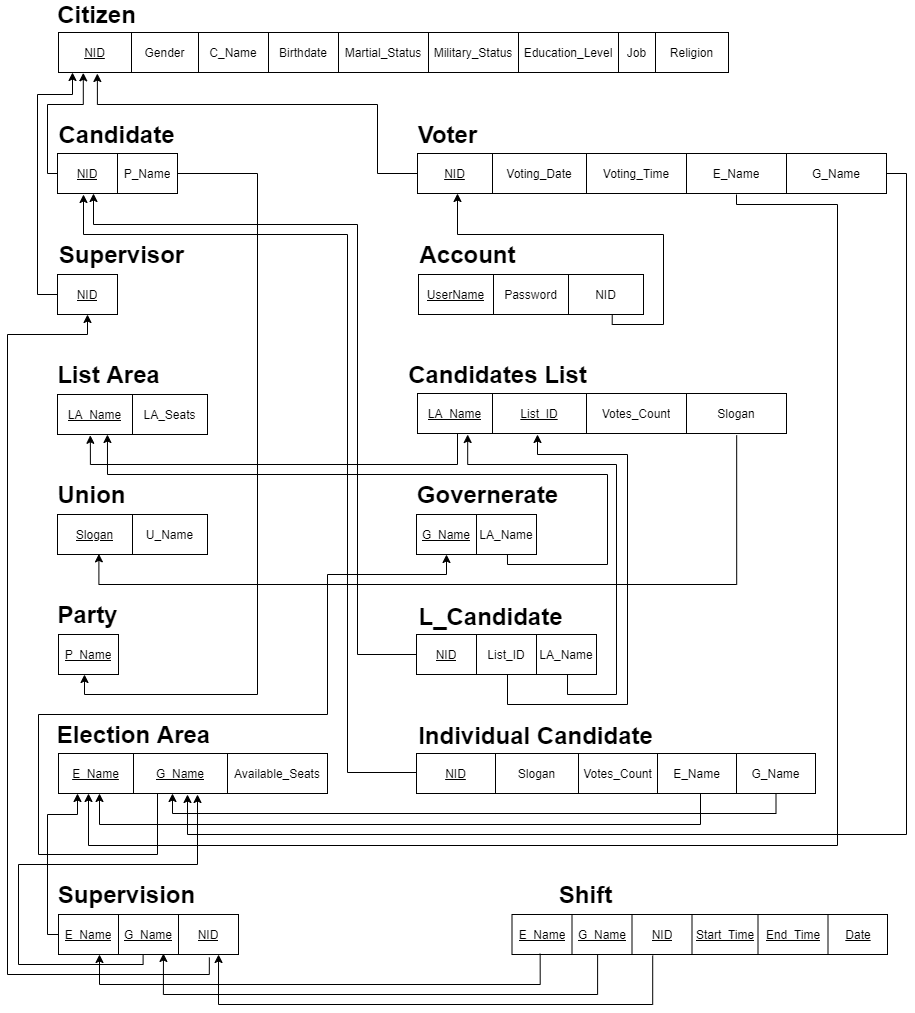 Citizen
NID Gender C_Name Birthdate Martial_Status Military_Status Education_Level Job Religion
Candidate Voter
NID P_Name NID Voting_Date Voting_Time E_Name G_Name
Supervisor Account
NID UserName Password NID
List Area Candidates List
LA_Name LA_Seats LA_Name List_ID Votes_Count Slogan
Union Governerate
Slogan U_Name G_Name LA_Name
Party L_Candidate
P_Name NID List_ID LA_Name
Election Area Individual Candidate
E_Name G_Name Available_Seats NID Slogan Votes_Count E_Name G_Name
Supervision Shift
E_Name G_Name NID E_Name G_Name NID Start_Time End_Time Date